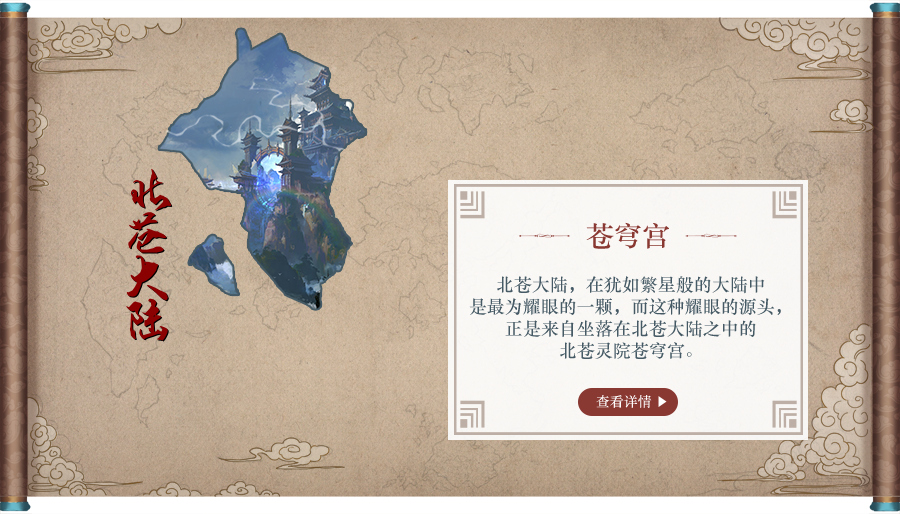 北苍大陆
苍穹宫
北苍大陆，在犹如繁星般的大陆中
是最为耀眼的一颗，而这种耀眼的源头，
正是来自坐落在北苍大陆之中的
北苍灵院苍穹宫。
查看详情